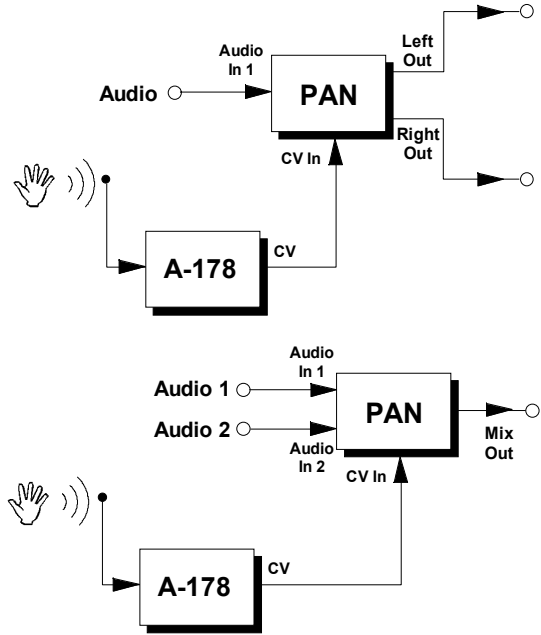 Left
Out
Audio
In 1
Audio
PAN
Right
Out
CV In
CV
A-178
Audio
In 1
Audio 1
PAN
Audio 2
Mix
Out
Audio
In 2
CV In
CV
A-178